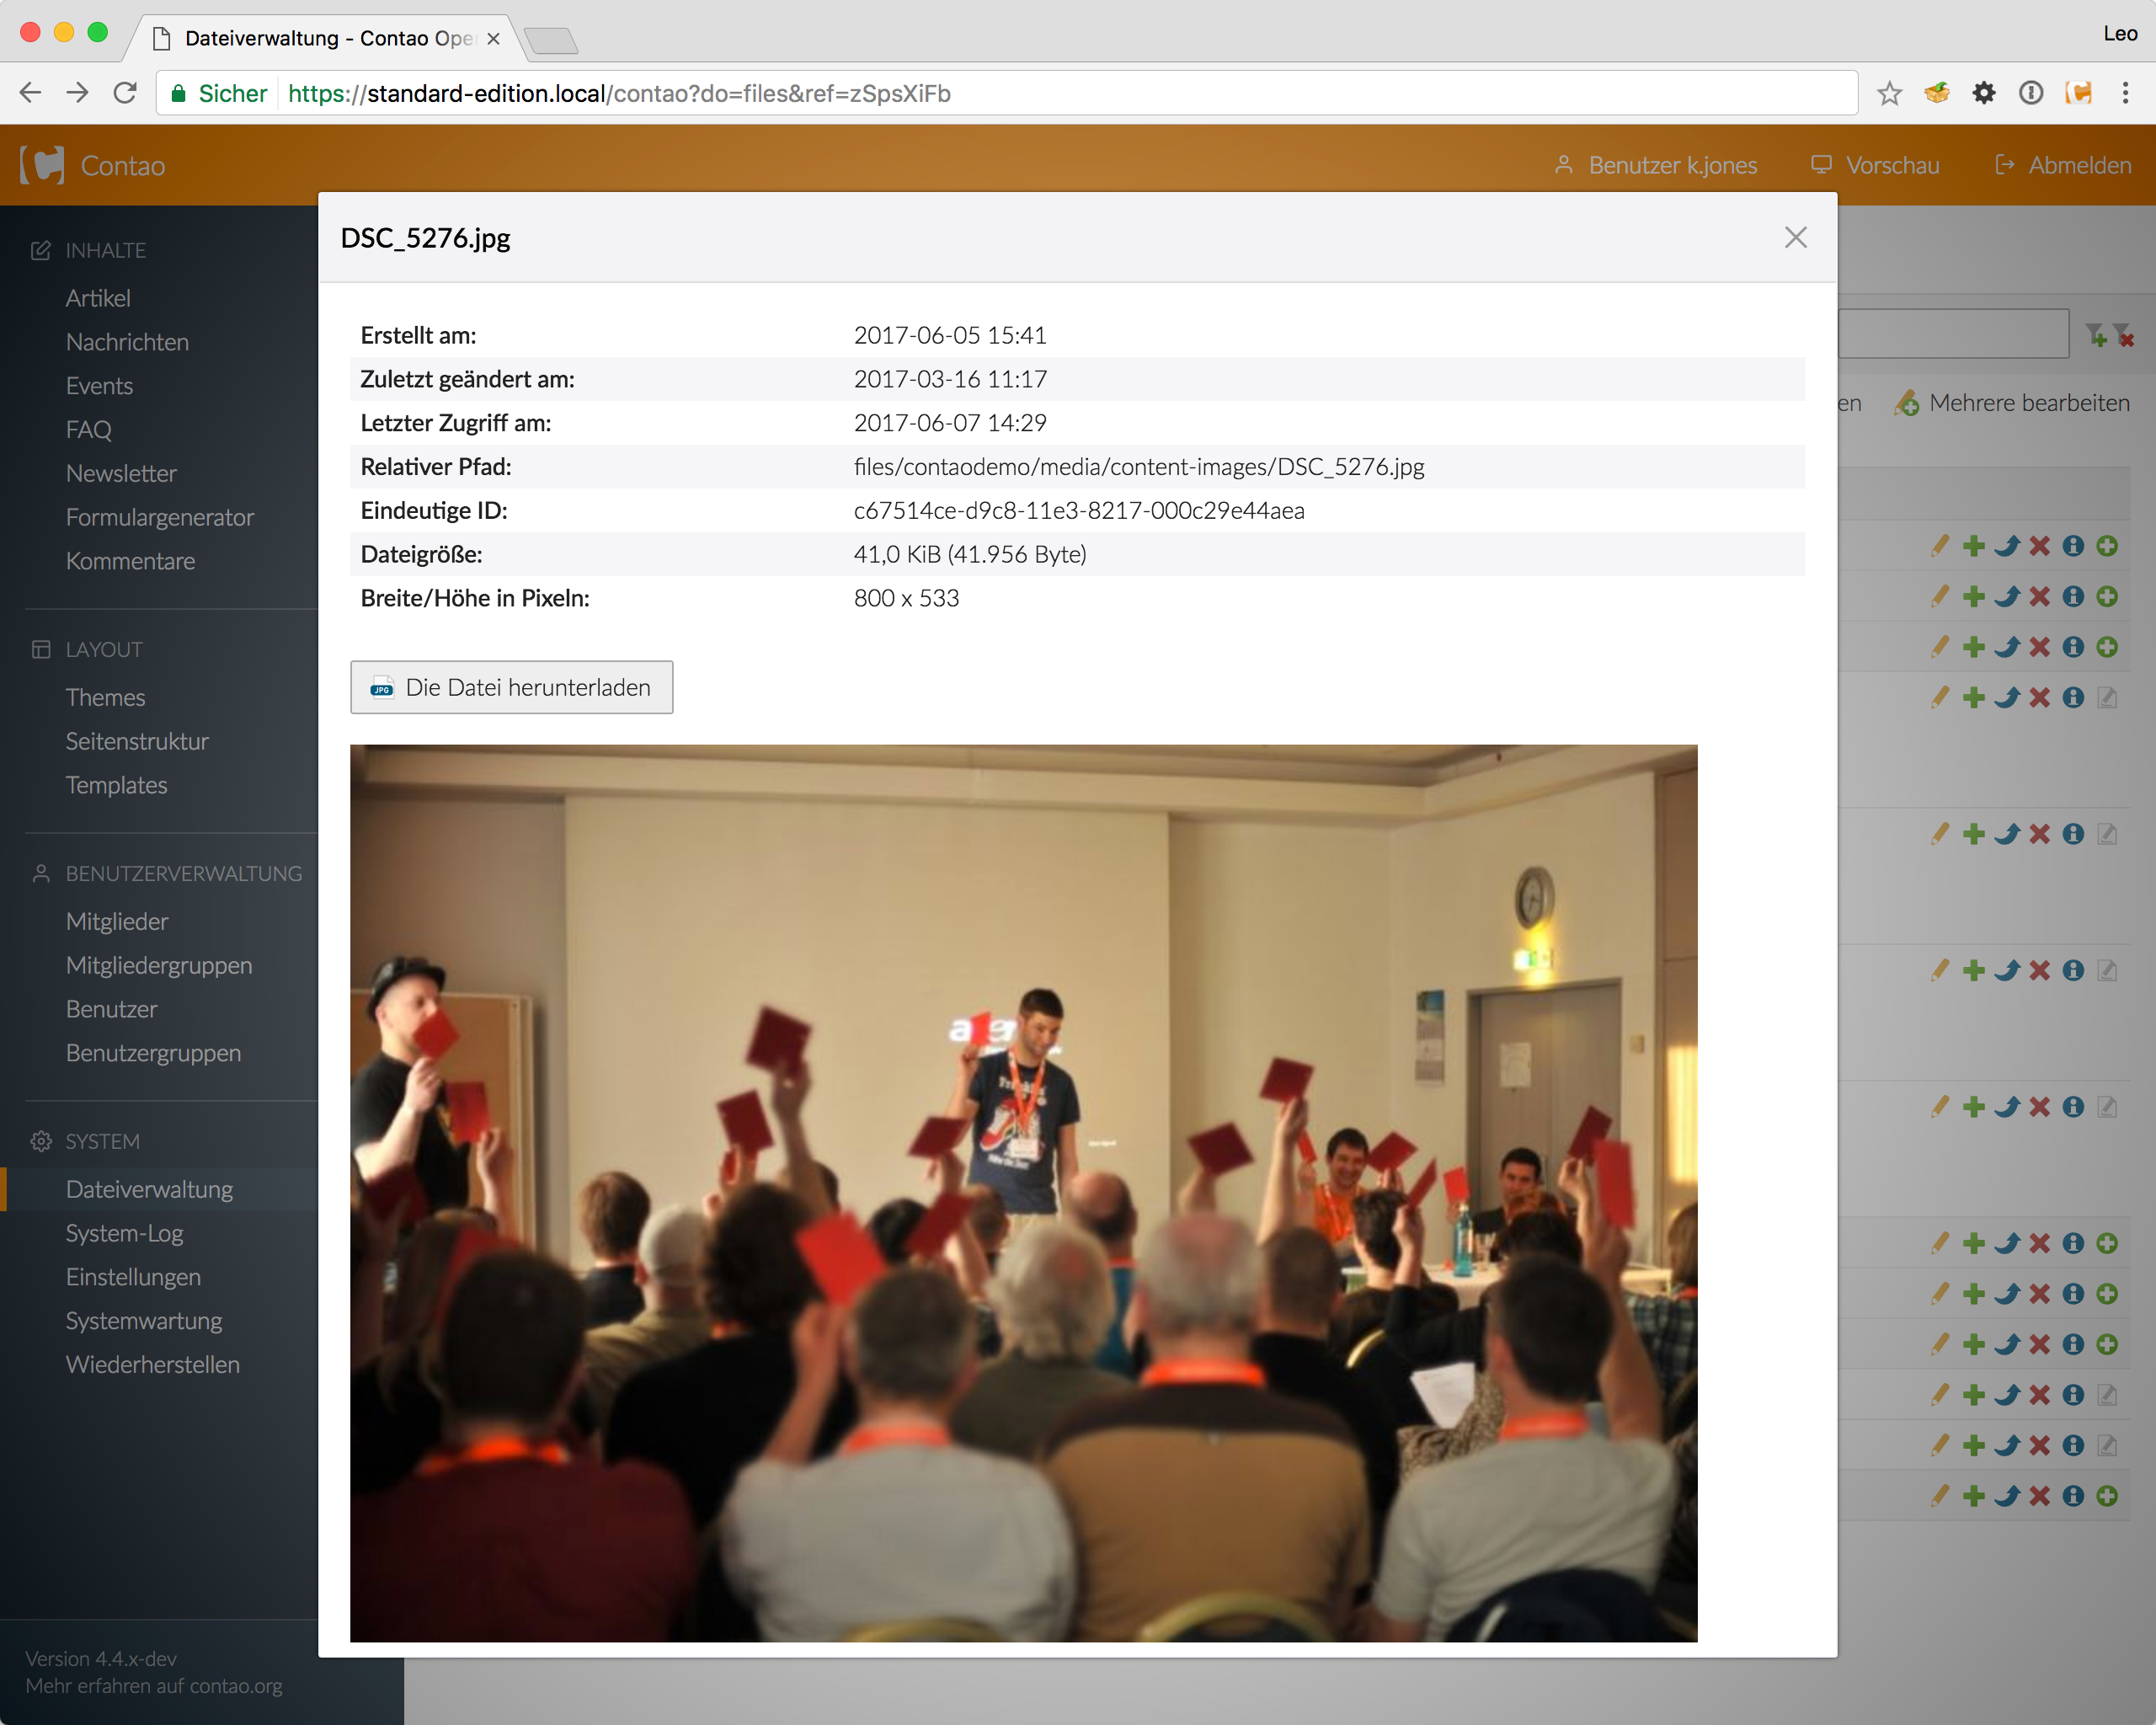 Dateiverwaltung - Contao Ope
Leo
Sicher https://standard-edition.local/contao?do=files&ref=zSpsXiFb
Contao
Benutzer k.jones
Vorschau
Abmelden
INHALTE
Artikel
Nachrichten
Events
FAQ
Newsletter
Formulargenerator
Kommentare
LAYOUT
Themes
Seitenstruktur
Templates
BENUTZERVERWALTUNG
Mitglieder
Mitgliedergruppen
Benutzer
Benutzergruppen
SYSTEM
Dateiverwaltung
System-Log
Einstellungen
Systemwartung
Wiederherstellen
Version 4.4.x-dev
Mehr erfahren auf contao.org
DSC_5276.jpg
Erstellt am: 2017-06-05 15:41
Zuletzt geändert am: 2017-03-16 11:17
Letzter Zugriff am: 2017-06-07 14:29
Relativer Pfad: files/contaodemo/media/content-images/DSC_5276.jpg
Eindeutige ID: c67514ce-d9c8-11e3-8217-000c29e44aea
Dateigröße: 41,0 KiB (41.956 Byte)
Breite/Höhe in Pixeln: 800 x 533
JPG Die Datei herunterladen
en
Mehrere bearbeiten